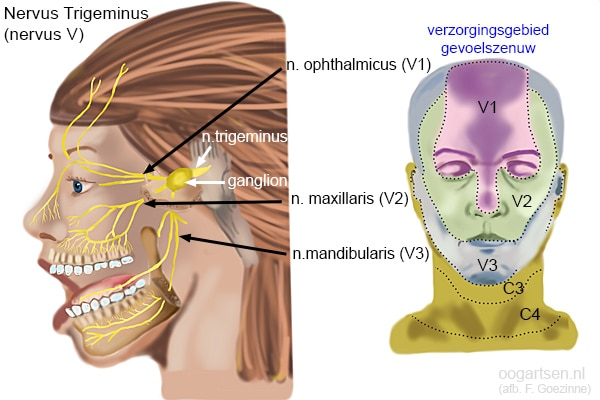 Nervus Trigeminus
(nervus V)
verzorgingsgebied
gevoelszenuw
n. ophthalmicus (V1)
n.trigeminus
ganglion
n. maxillaris (V2)
n.mandibularis (V3)
V1
V2
V3
C3
C4
oogartsen.nl
(afb. F. Goezinne)